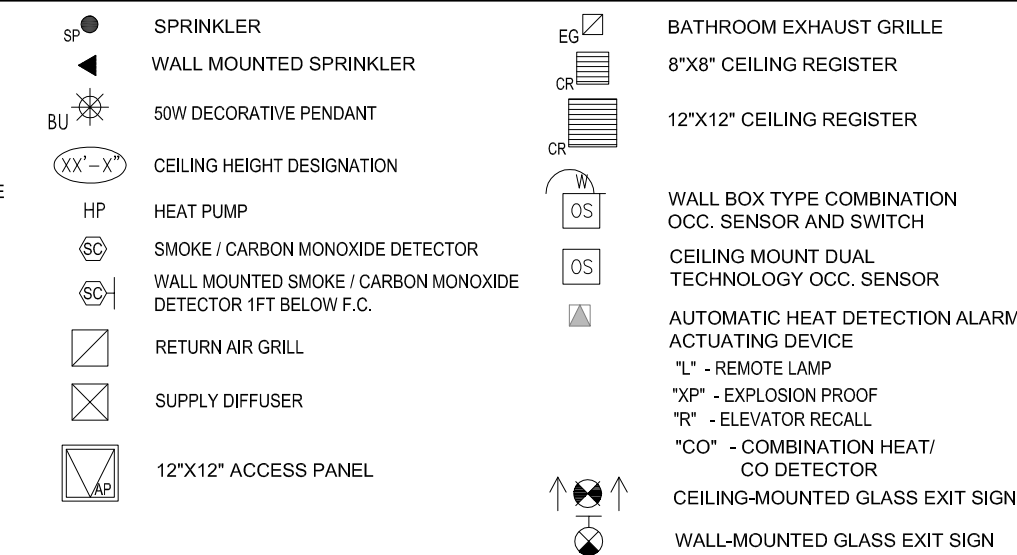 SP SPRINKLER
WALL MOUNTED SPRINKLER
BU 50W DECORATIVE PENDANT
XX'-X" CEILING HEIGHT DESIGNATION
E
HP HEAT PUMP
SC SMOKE / CARBON MONOXIDE DETECTOR
SC WALL MOUNTED SMOKE / CARBON MONOXIDE
DETECTOR 1FT BELOW F.C.
RETURN AIR GRILL
SUPPLY DIFFUSER
AP 12"X12" ACCESS PANEL
EG BATHROOM EXHAUST GRILLE
CR 8"X8" CEILING REGISTER
CR 12"X12" CEILING REGISTER
W
OS WALL BOX TYPE COMBINATION
OCC. SENSOR AND SWITCH
OS CEILING MOUNT DUAL
TECHNOLOGY OCC. SENSOR
AUTOMATIC HEAT DETECTION ALARM
ACTUATING DEVICE
"L" - REMOTE LAMP
"XP" - EXPLOSION PROOF
"R" - ELEVATOR RECALL
"CO" - COMBINATION HEAT/
CO DETECTOR
CEILING-MOUNTED GLASS EXIT SIGN
WALL-MOUNTED GLASS EXIT SIGN